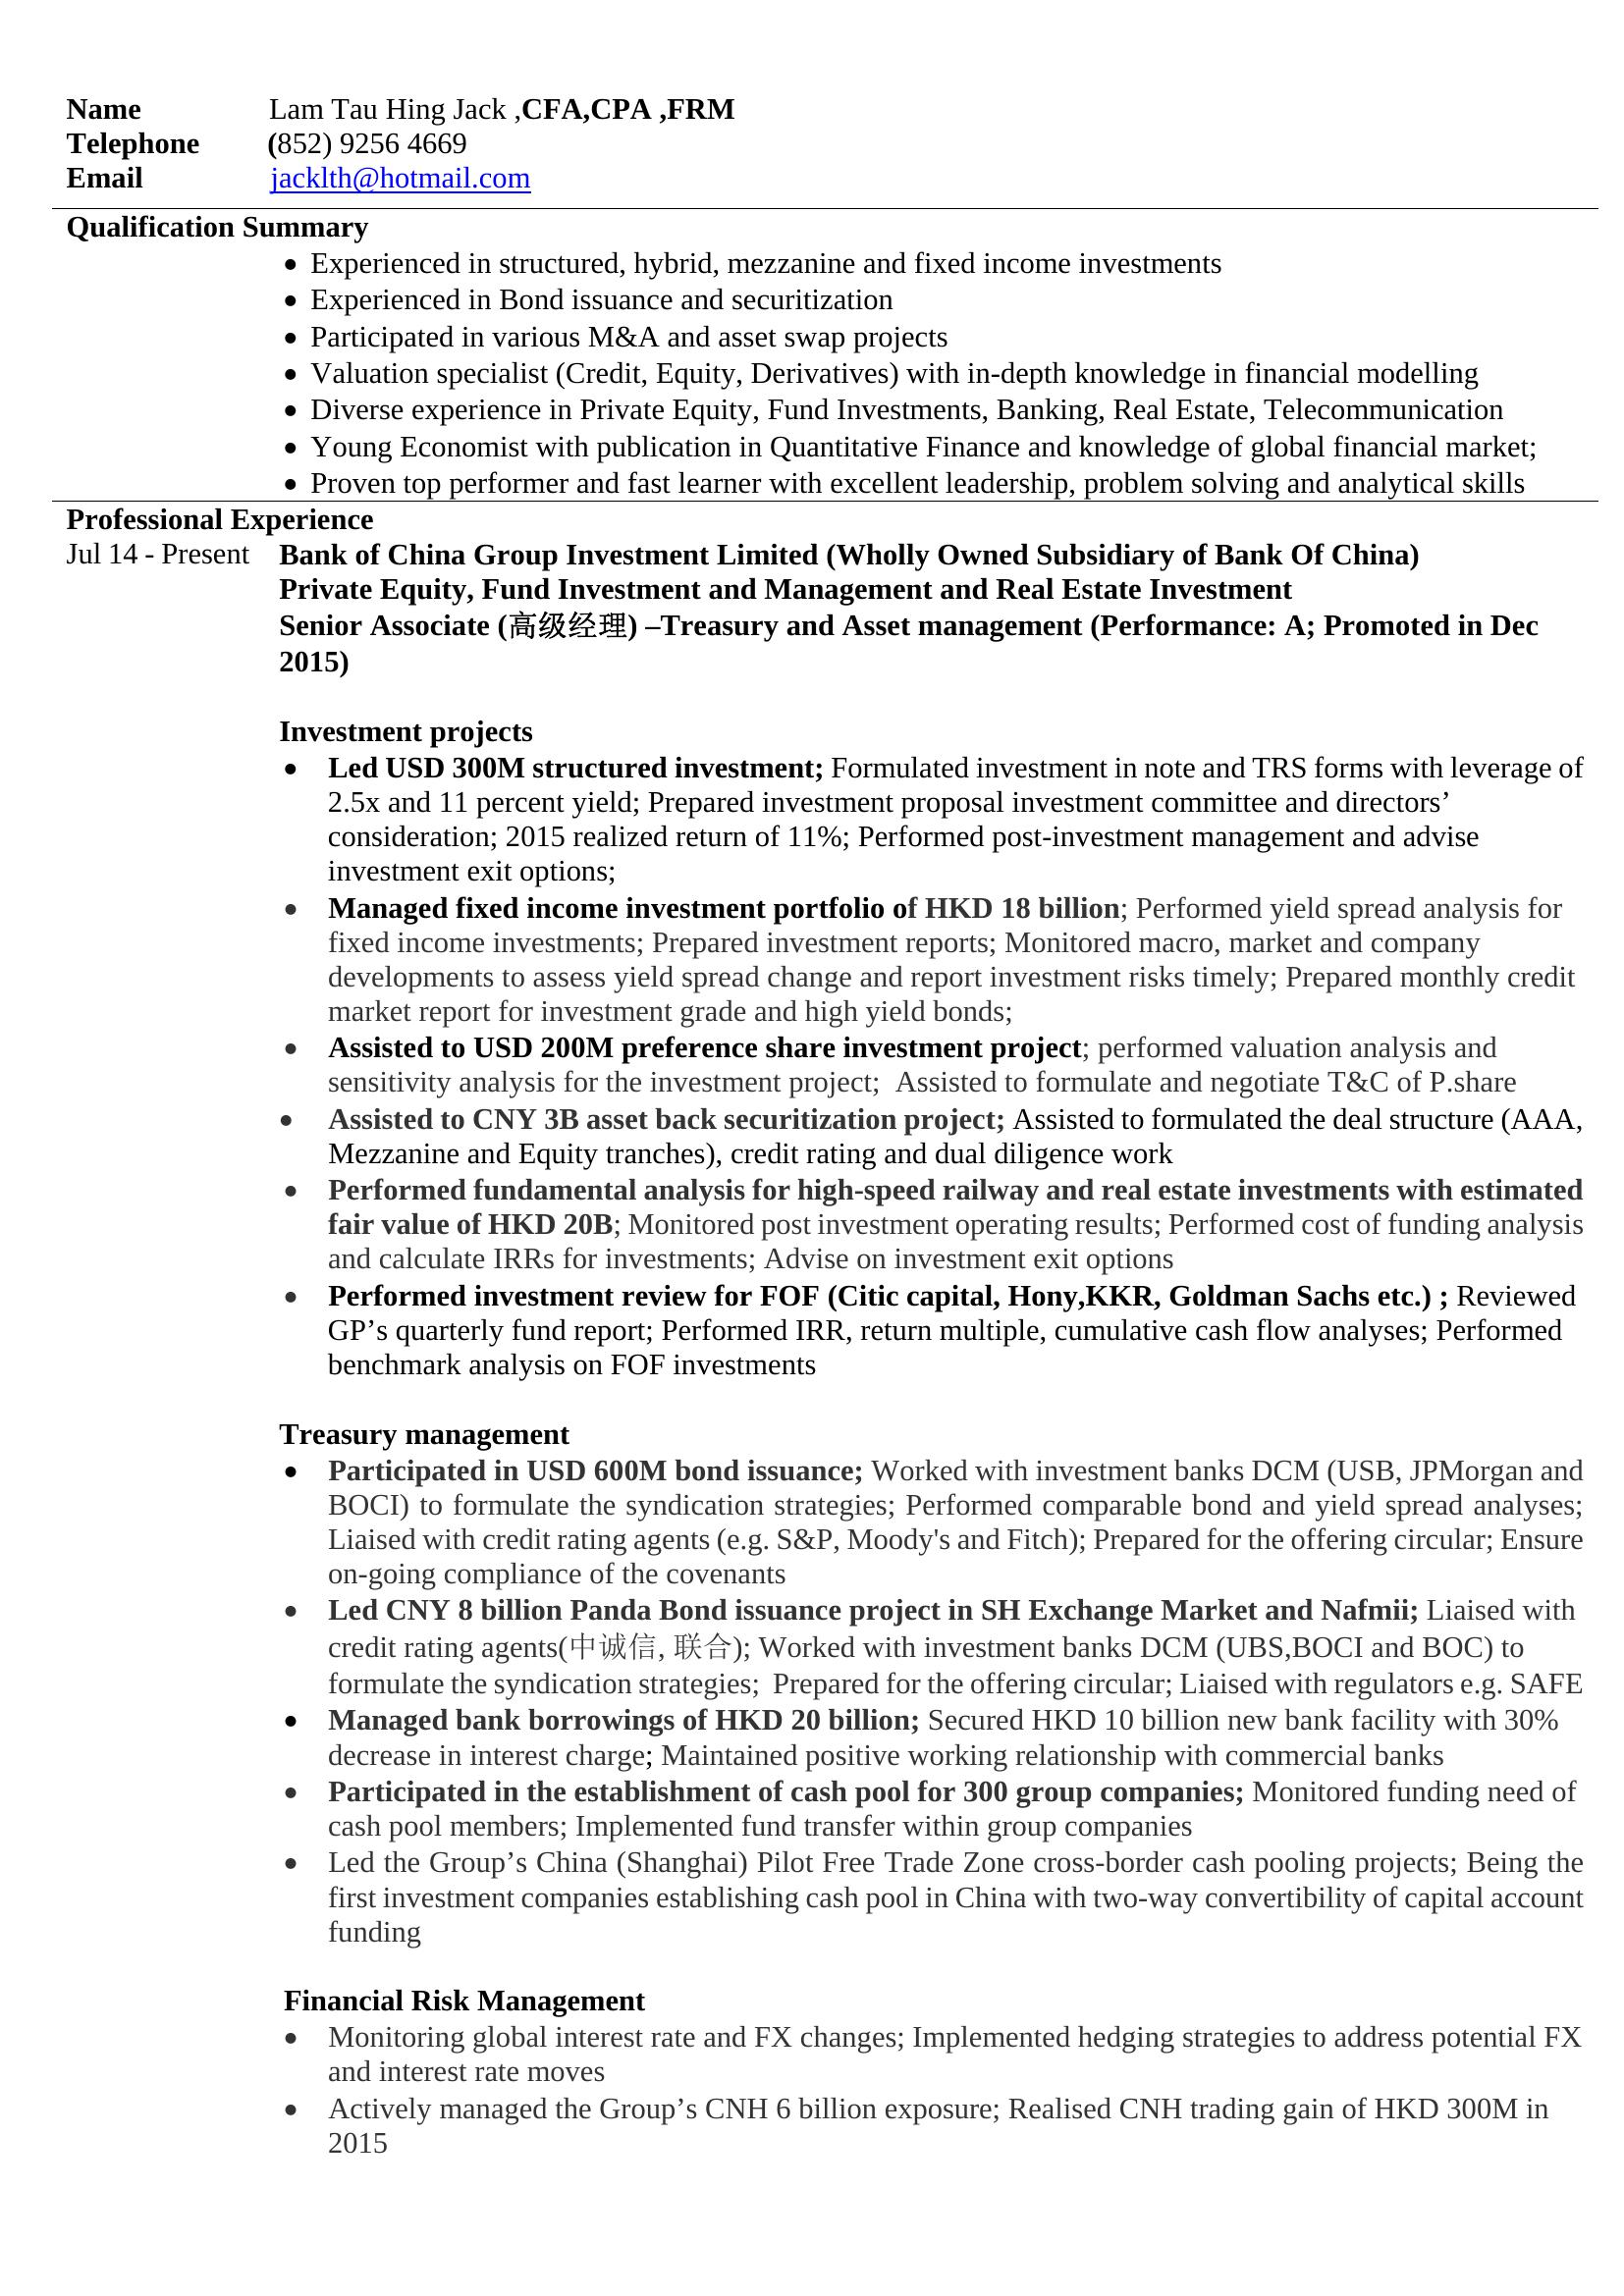 Name Lam Tau Hing Jack ,CFA,CPA ,FRM
Telephone (852) 9256 4669
Email jacklth@hotmail.com
Qualification Summary
• Experienced in structured, hybrid, mezzanine and fixed income investments
• Experienced in Bond issuance and securitization
• Participated in various M&A and asset swap projects
• Valuation specialist (Credit, Equity, Derivatives) with in-depth knowledge in financial modelling
• Diverse experience in Private Equity, Fund Investments, Banking, Real Estate, Telecommunication
• Young Economist with publication in Quantitative Finance and knowledge of global financial market;
• Proven top performer and fast learner with excellent leadership, problem solving and analytical skills
Professional Experience
Jul 14 - Present Bank of China Group Investment Limited (Wholly Owned Subsidiary of Bank Of China)
Private Equity, Fund Investment and Management and Real Estate Investment
Senior Associate (高级经理) –Treasury and Asset management (Performance: A; Promoted in Dec
2015)
Investment projects
• Led USD 300M structured investment; Formulated investment in note and TRS forms with leverage of
2.5x and 11 percent yield; Prepared investment proposal investment committee and directors’
consideration; 2015 realized return of 11%; Performed post-investment management and advise
investment exit options;
• Managed fixed income investment portfolio of HKD 18 billion; Performed yield spread analysis for
fixed income investments; Prepared investment reports; Monitored macro, market and company
developments to assess yield spread change and report investment risks timely; Prepared monthly credit
market report for investment grade and high yield bonds;
• Assisted to USD 200M preference share investment project; performed valuation analysis and
sensitivity analysis for the investment project;  Assisted to formulate and negotiate T&C of P.share
• Assisted to CNY 3B asset back securitization project; Assisted to formulated the deal structure (AAA,
Mezzanine and Equity tranches), credit rating and dual diligence work
• Performed fundamental analysis for high-speed railway and real estate investments with estimated
fair value of HKD 20B; Monitored post investment operating results; Performed cost of funding analysis
and calculate IRRs for investments; Advise on investment exit options
• Performed investment review for FOF (Citic capital, Hony,KKR, Goldman Sachs etc.) ; Reviewed
GP’s quarterly fund report; Performed IRR, return multiple, cumulative cash flow analyses; Performed
benchmark analysis on FOF investments
Treasury management
• Participated in USD 600M bond issuance; Worked with investment banks DCM (USB, JPMorgan and
BOCI) to formulate the syndication strategies; Performed comparable bond and yield spread analyses;
Liaised with credit rating agents (e.g. S&P, Moody's and Fitch); Prepared for the offering circular; Ensure
on-going compliance of the covenants
• Led CNY 8 billion Panda Bond issuance project in SH Exchange Market and Nafmii; Liaised with
credit rating agents(中诚信, 联合); Worked with investment banks DCM (UBS,BOCI and BOC) to
formulate the syndication strategies;  Prepared for the offering circular; Liaised with regulators e.g. SAFE
• Managed bank borrowings of HKD 20 billion; Secured HKD 10 billion new bank facility with 30%
decrease in interest charge; Maintained positive working relationship with commercial banks
• Participated in the establishment of cash pool for 300 group companies; Monitored funding need of
cash pool members; Implemented fund transfer within group companies
• Led the Group’s China (Shanghai) Pilot Free Trade Zone cross-border cash pooling projects; Being the
first investment companies establishing cash pool in China with two-way convertibility of capital account
funding
Financial Risk Management
• Monitoring global interest rate and FX changes; Implemented hedging strategies to address potential FX
and interest rate moves
• Actively managed the Group’s CNH 6 billion exposure; Realised CNH trading gain of HKD 300M in
2015